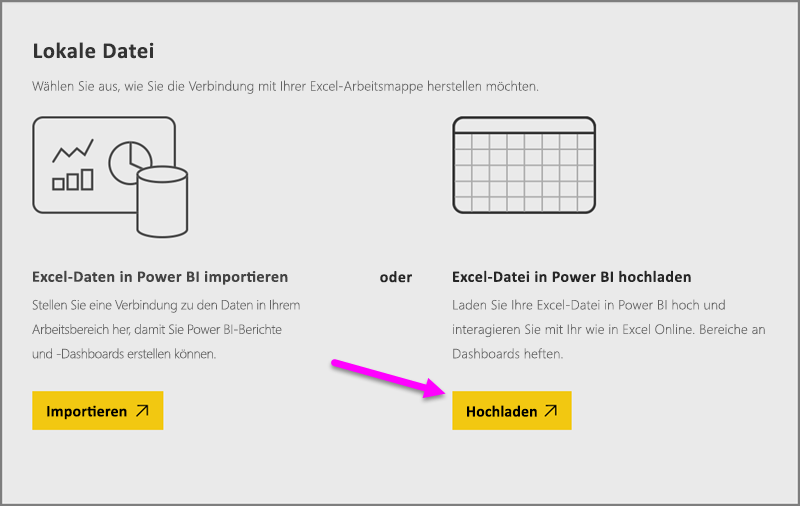 Lokale Datei
Wählen Sie aus, wie Sie die Verbindung mit Ihrer Excel-Arbeitsmappe herstellen möchten.
Excel-Daten in Power BI importieren
Stellen Sie eine Verbindung zu den Daten in Ihrem
Arbeitsbereich her, damit Sie Power BI-Berichte
und -Dashboards erstellen können.
Importieren
oder
Excel-Datei in Power BI hochladen
Laden Sie Ihre Excel-Datei in Power BI hoch und
interagieren Sie mit Ihr wie in Excel Online. Bereiche an
Dashboards heften.
Hochladen